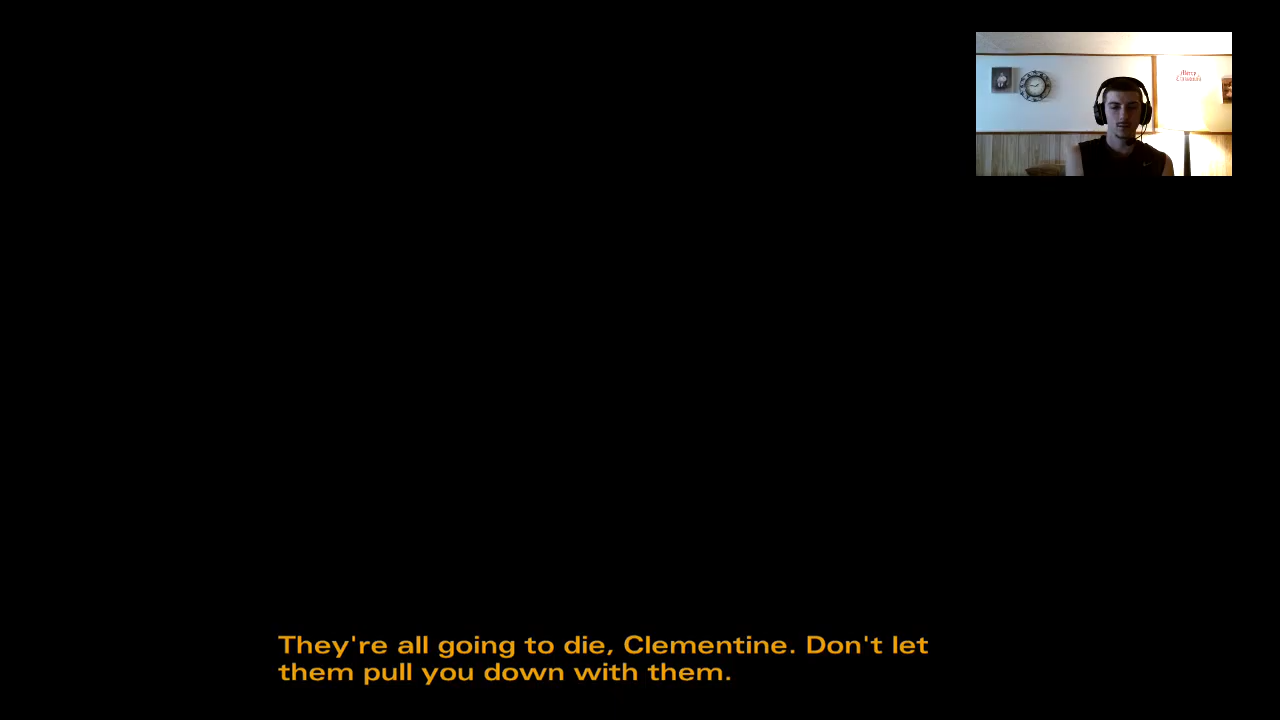 They're all going to die, Clementine. Don't let
them pull you down with them.